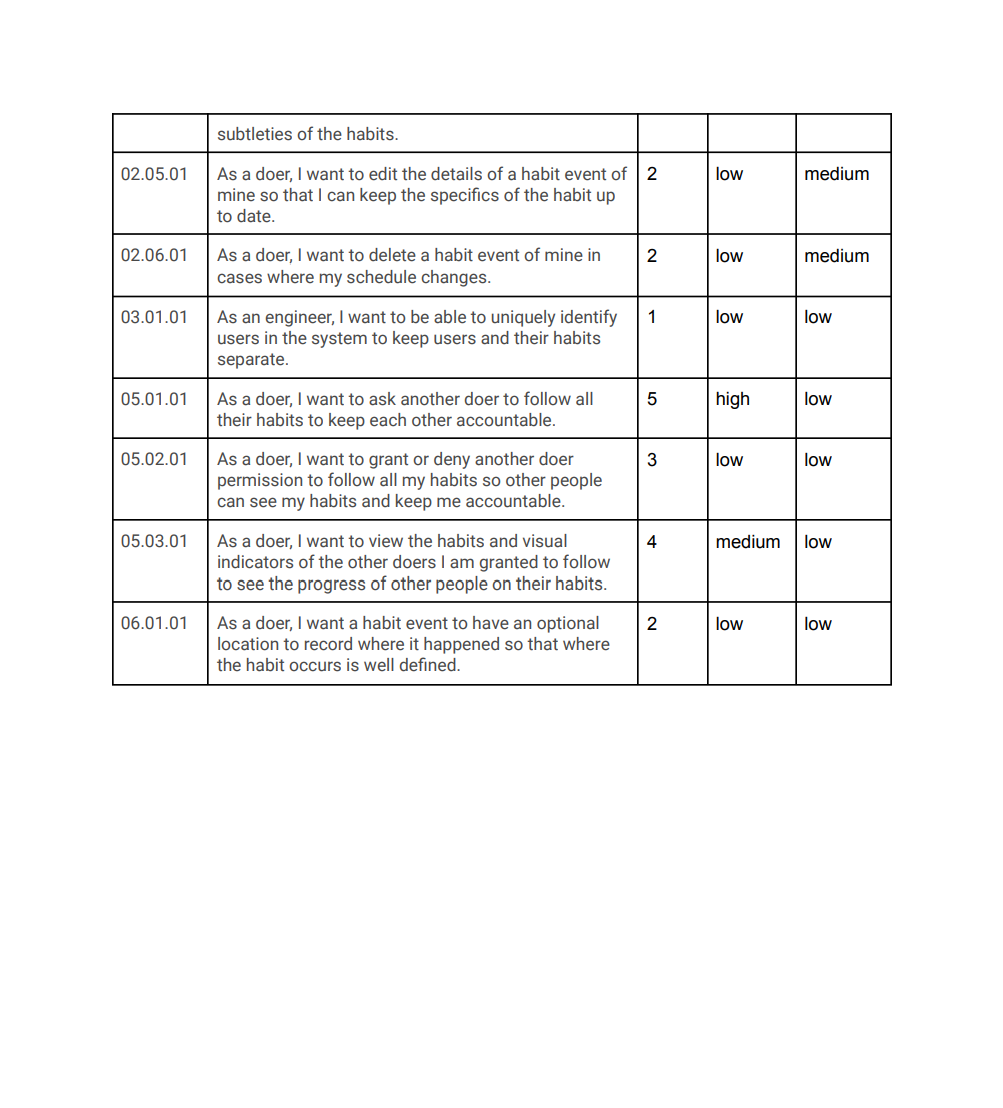 subtleties of the habits.
02.05.01 As a doer, I want to edit the details of a habit event of 2 low medium
mine so that I can keep the specifics of the habit up
to date.
02.06.01 As a doer, I want to delete a habit event of mine in 2 low medium
cases where my schedule changes.
03.01.01 As an engineer, I want to be able to uniquely identify 1 low low
users in the system to keep users and their habits
separate.
05.01.01 As a doer, I want to ask another doer to follow all 5 high low
their habits to keep each other accountable.
05.02.01 As a doer, I want to grant or deny another doer 3 low low
permission to follow all my habits so other people
can see my habits and keep me accountable.
05.03.01 As a doer, I want to view the habits and visual 4 medium low
indicators of the other doers I am granted to follow
to see the progress of other people on their habits.
06.01.01 As a doer, I want a habit event to have an optional 2 low low
location to record where it happened so that where
the habit occurs is well defined.